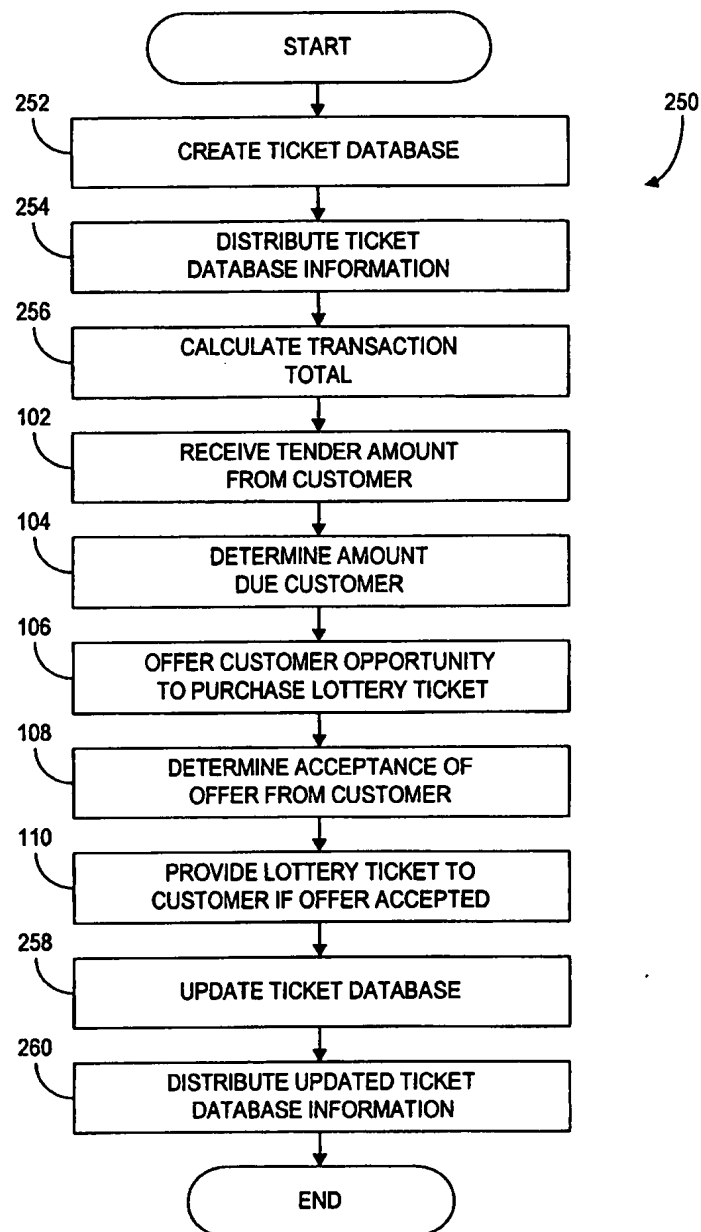 START
252
250
CREATE TICKET DATABASE
254
DISTRIBUTE TICKET
DATABASE INFORMATION
256
CALCULATE TRANSACTION
TOTAL
102
RECEIVE TENDER AMOUNT
FROM CUSTOMER
104
DETERMINE AMOUNT
DUE CUSTOMER
106
OFFER CUSTOMER OPPORTUNITY
TO PURCHASE LOTTERY TICKET
108
DETERMINE ACCEPTANCE OF
OFFER FROM CUSTOMER
110
PROVIDE LOTTERY TICKET TO
CUSTOMER IF OFFER ACCEPTED
258
UPDATE TICKET DATABASE
260
DISTRIBUTE UPDATED TICKET
DATABASE INFORMATION
END